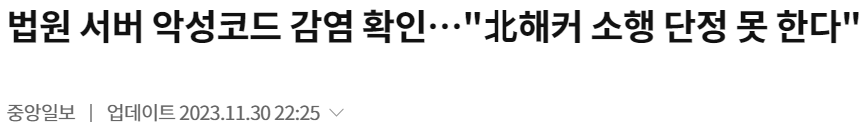 법원 서버 악성코드 감염 확인…"北해커 소행 단정 못 한다"
중앙일보 | 업데이트 2023.11.30 22:25